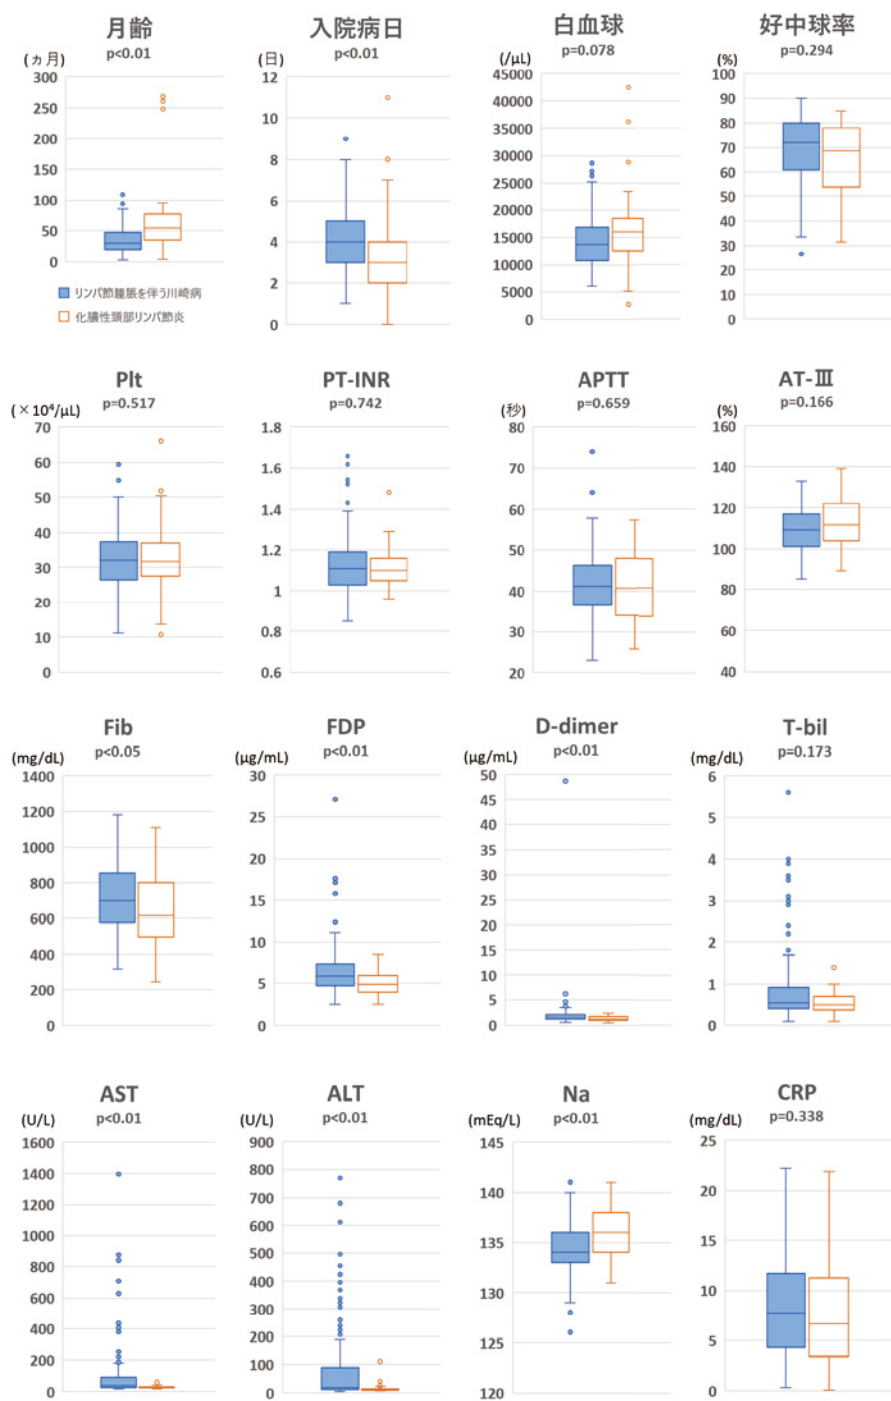 月齢
p<0.01
(ヵ月)
300
250
200
150
100
50
0
リンパ節腫脹を伴う川崎病
化膿性頸部リンパ節炎
入院病日
p<0.01
(日)
12
10
8
6
4
2
0
白血球
p=0.078
(/μL)
45000
40000
35000
30000
25000
20000
15000
10000
5000
0
好中球率
p=0.294
(%)
100
90
80
70
60
50
40
30
20
10
0
Plt
p=0.517
(×10⁴/μL)
70
60
50
40
30
20
10
0
PT-INR
p=0.742
1.8
1.6
1.4
1.2
1
0.8
0.6
APTT
p=0.659
(秒)
80
70
60
50
40
30
20
AT-Ⅲ
p=0.166
(%)
160
140
120
100
80
60
40
Fib
p<0.05
(mg/dL)
1400
1200
1000
800
600
400
200
0
FDP
p<0.01
(μg/mL)
30
25
20
15
10
5
0
D-dimer
p<0.01
(μg/mL)
50
45
40
35
30
25
20
15
10
5
0
T-bil
p=0.173
(mg/dL)
6
5
4
3
2
1
0
AST
p<0.01
(U/L)
1600
1400
1200
1000
800
600
400
200
0
ALT
p<0.01
(U/L)
900
800
700
600
500
400
300
200
100
0
Na
p<0.01
(mEq/L)
145
140
135
130
125
120
CRP
p=0.338
(mg/dL)
25
20
15
10
5
0